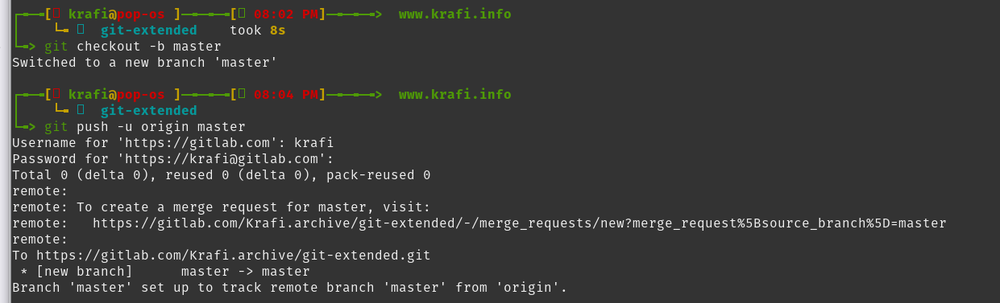 ┌──[ krafi@pop-os ]────[ 08:02 PM]────> www.krafi.info
│    └─ git-extended took 8s
└─> git checkout -b master
Switched to a new branch 'master'
┌──[ krafi@pop-os ]────[ 08:04 PM]────> www.krafi.info
│    └─ git-extended
└─> git push -u origin master
Username for 'https://gitlab.com': krafi
Password for 'https://krafi@gitlab.com':
Total 0 (delta 0), reused 0 (delta 0), pack-reused 0
remote:
remote: To create a merge request for master, visit:
remote:   https://gitlab.com/Krafi.archive/git-extended/-/merge_requests/new?merge_request%5Bsource_branch%5D=master
remote:
To https://gitlab.com/Krafi.archive/git-extended.git
 * [new branch]      master -> master
Branch 'master' set up to track remote branch 'master' from 'origin'.